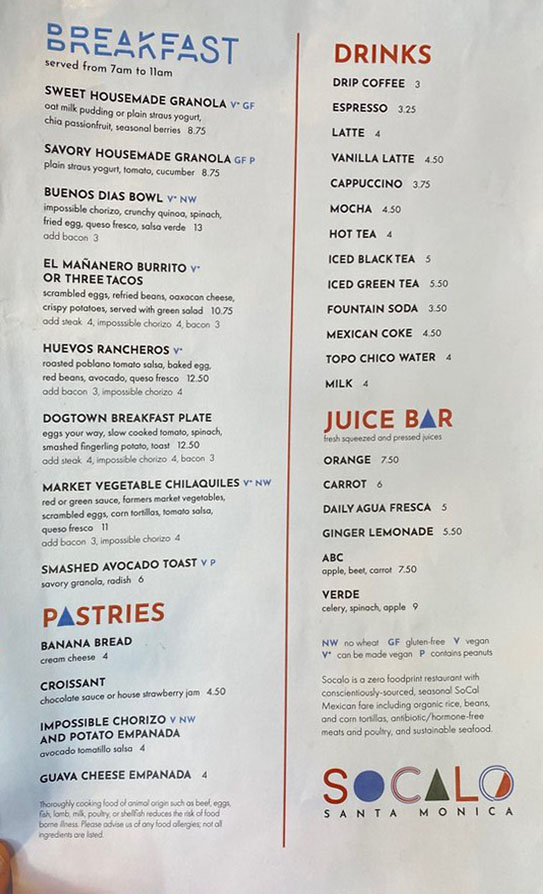 BREAKFAST
served from 7am to 11am
SWEET HOUSEMADE GRANOLA V* GF
oat milk pudding or plain straus yogurt,
chia passionfruit, seasonal berries 8.75
SAVORY HOUSEMADE GRANOLA GF P
plain straus yogurt, tomato, cucumber 8.75
BUENOS DIAS BOWL V* NW
impossible chorizo, crunchy quinoa, spinach,
fried egg, queso fresco, salsa verde 13
add bacon 3
EL MAÑANERO BURRITO V*
OR THREE TACOS
scrambled eggs, refried beans, oaxacan cheese,
crispy potatoes, served with green salad 10.75
add steak 4, imposssible chorizo 4, bacon 3
HUEVOS RANCHEROS V*
roasted poblano tomato salsa, baked egg,
red beans, avocado, queso fresco 12.50
add bacon 3, impossible chorizo 4
DOGTOWN BREAKFAST PLATE
eggs your way, slow cooked tomato, spinach,
smashed fingerling potato, toast 12.50
add steak 4, impossible chorizo 4, bacon 3
MARKET VEGETABLE CHILAQUILES V* NW
red or green sauce, farmers market vegetables,
scrambled eggs, corn tortillas, tomato salsa,
queso fresco 11
add bacon 3, impossible chorizo 4
SMASHED AVOCADO TOAST V P
savory granola, radish 6
PASTRIES
BANANA BREAD
cream cheese 4
CROISSANT
chocolate sauce or house strawberry jam 4.50
IMPOSSIBLE CHORIZO V NW
AND POTATO EMPANADA
avocado tomatillo salsa 4
GUAVA CHEESE EMPANADA 4
Thoroughly cooking food of animal origin such as beef, eggs,
fish, lamb, milk, poultry, or shellfish reduces the risk of food
borne illness. Please advise us of any food allergies; not all
ingredients are listed.
DRINKS
DRIP COFFEE 3
ESPRESSO 3.25
LATTE 4
VANILLA LATTE 4.50
CAPPUCCINO 3.75
MOCHA 4.50
HOT TEA 4
ICED BLACK TEA 5
ICED GREEN TEA 5.50
FOUNTAIN SODA 3.50
MEXICAN COKE 4.50
TOPO CHICO WATER 4
MILK 4
JUICE BAR
fresh squeezed and pressed juices
ORANGE 7.50
CARROT 6
DAILY AGUA FRESCA 5
GINGER LEMONADE 5.50
ABC
apple, beet, carrot 7.50
VERDE
celery, spinach, apple 9
NW no wheat GF gluten-free V vegan
V* can be made vegan P contains peanuts
Socalo is a zero foodprint restaurant with
conscientiously-sourced, seasonal SoCal
Mexican fare including organic rice, beans,
and corn tortillas, antibiotic/hormone-free
meats and poultry, and sustainable seafood.
SOCALO
SANTA MONICA